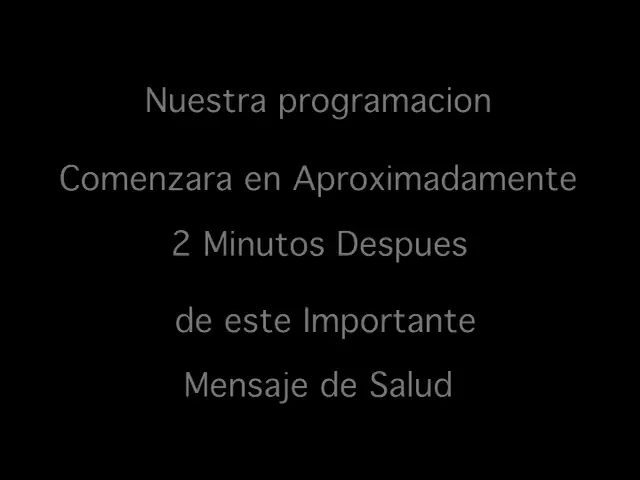 Nuestra programacion
Comenzara en Aproximadamente
2 Minutos Despues
de este Importante
Mensaje de Salud